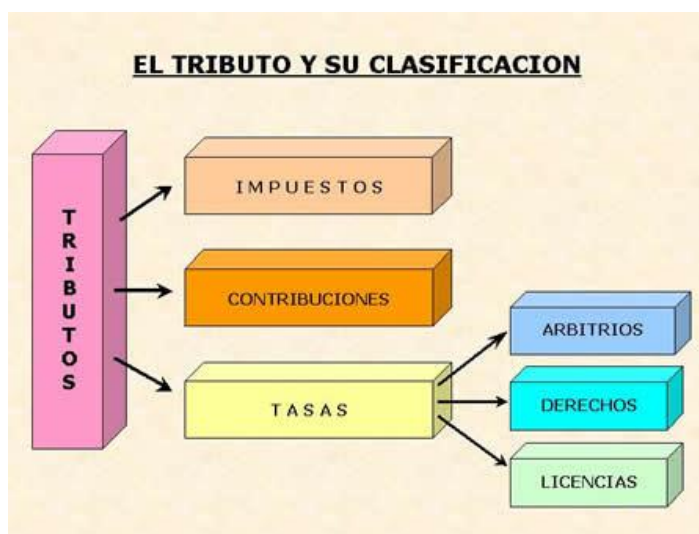 EL TRIBUTO Y SU CLASIFICACION
TRIBUTOS
IMPUESTOS
CONTRIBUCIONES
TASAS
ARBITRIOS
DERECHOS
LICENCIAS